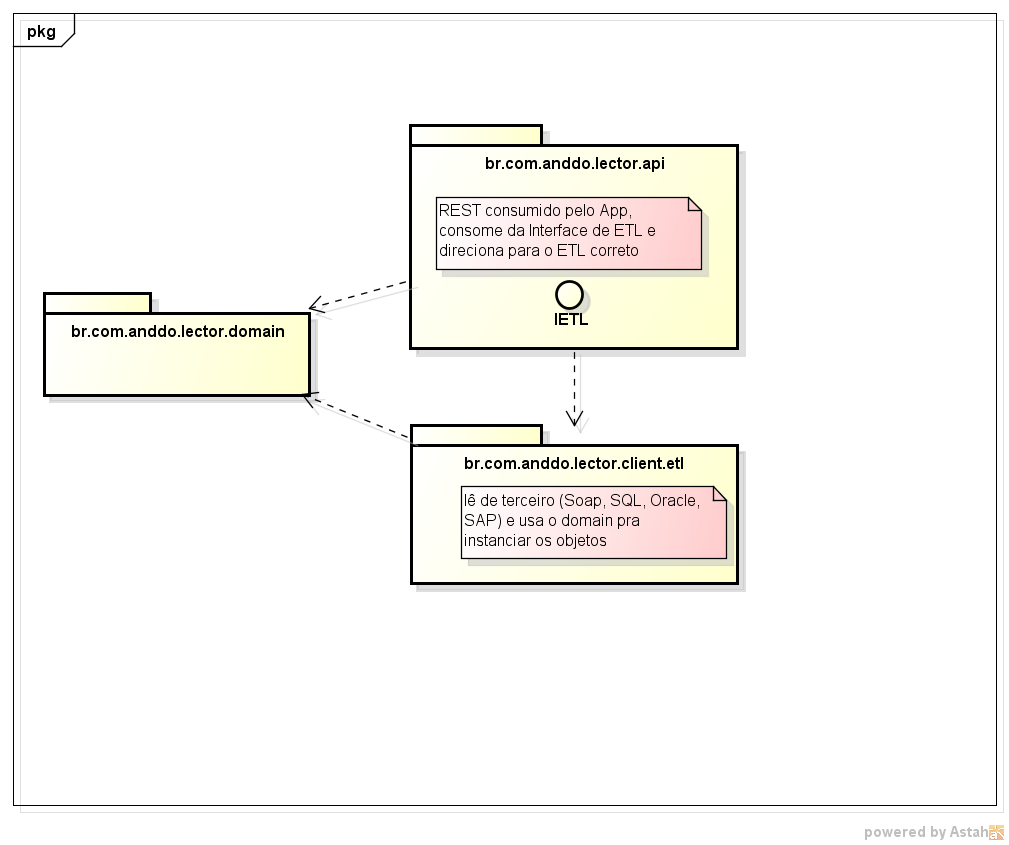 pkg
br.com.anddo.lector.api
REST consumido pelo App,
consome da Interface de ETL e
direciona para o ETL correto
IETL
br.com.anddo.lector.domain
br.com.anddo.lector.client.etl
lê de terceiro (Soap, SQL, Oracle,
SAP) e usa o domain pra
instanciar os objetos
powered by Astah